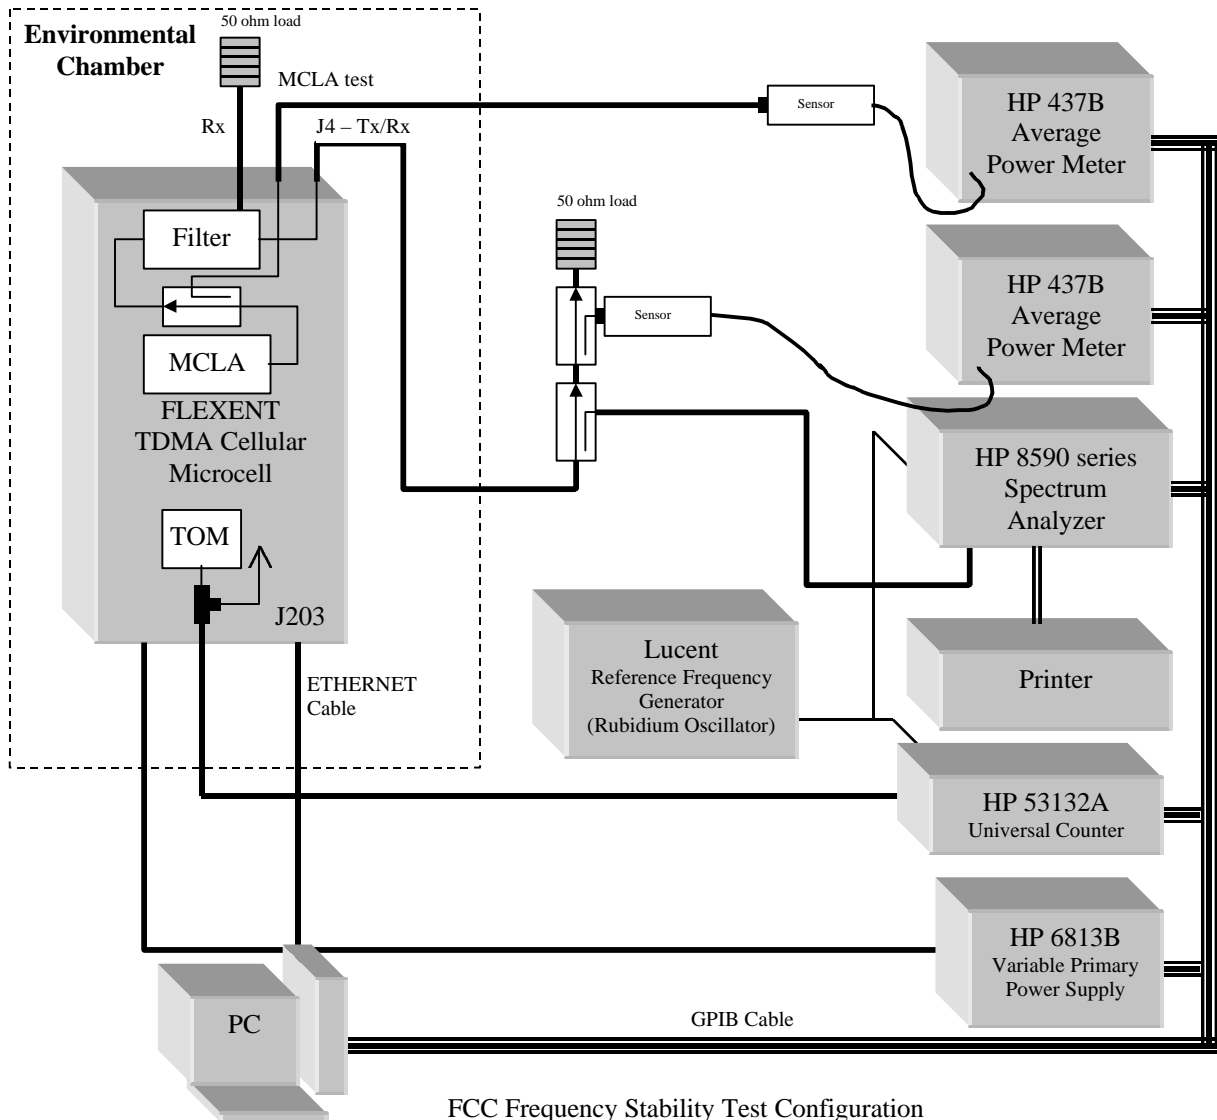 50 ohm load
Environmental
Chamber
MCLA test
Rx
J4 – Tx/Rx
Sensor
HP 437B
Average
Power Meter
Filter
50 ohm load
MCLA
Sensor
HP 437B
Average
Power Meter
FLEXENT
TDMA Cellular
Microcell
HP 8590 series
Spectrum
Analyzer
TOM
J203
Lucent
Reference Frequency
Generator
(Rubidium Oscillator)
Printer
ETHERNET
Cable
HP 53132A
Universal Counter
HP 6813B
Variable Primary
Power Supply
PC
GPIB Cable
FCC Frequency Stability Test Configuration